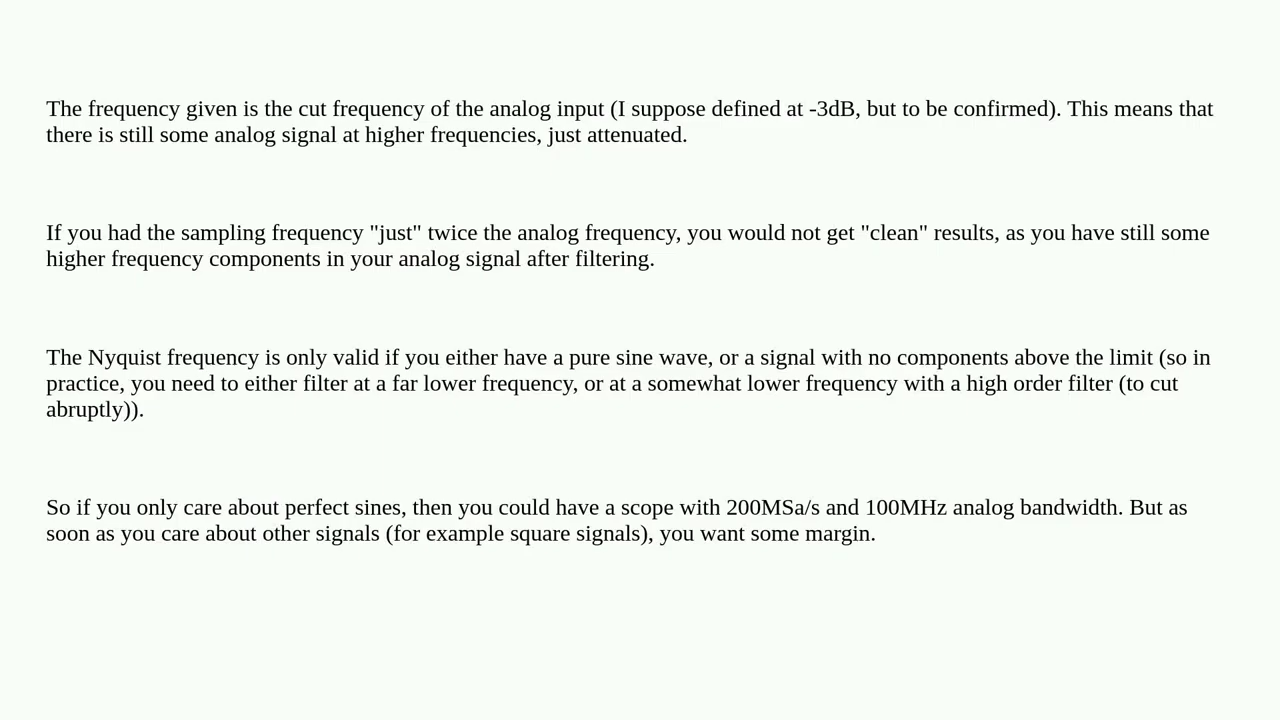 The frequency given is the cut frequency of the analog input (I suppose defined at -3dB, but to be confirmed). This means that
there is still some analog signal at higher frequencies, just attenuated.
If you had the sampling frequency "just" twice the analog frequency, you would not get "clean" results, as you have still some
higher frequency components in your analog signal after filtering.
The Nyquist frequency is only valid if you either have a pure sine wave, or a signal with no components above the limit (so in
practice, you need to either filter at a far lower frequency, or at a somewhat lower frequency with a high order filter (to cut
abruptly)).
So if you only care about perfect sines, then you could have a scope with 200MSa/s and 100MHz analog bandwidth. But as
soon as you care about other signals (for example square signals), you want some margin.